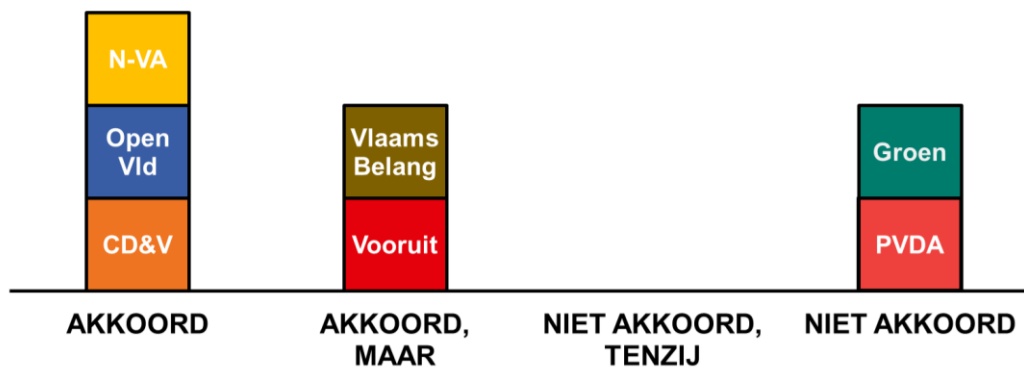 N-VA
Open
Vld
CD&V
Vlaams
Belang
Vooruit
Groen
PVDA
AKKOORD
AKKOORD,
MAAR
NIET AKKOORD,
TENZIJ
NIET AKKOORD